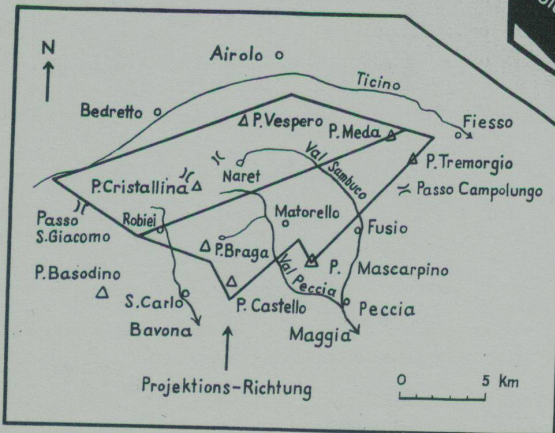 N
Airolo
Ticino
Bedretto
Fiesso
P. Vespero
P. Meda
P. Tremorgio
Naret
Val Sambuco
P. Cristallina
Passo Campolungo
Passo
S. Giacomo
Robiei
Matorello
Fusio
P. Braga
P. Basodino
Val Peccia
P.
Mascarpino
S. Carlo
P. Castello
Peccia
Bavona
Maggia
Projektions-Richtung
0 5 Km